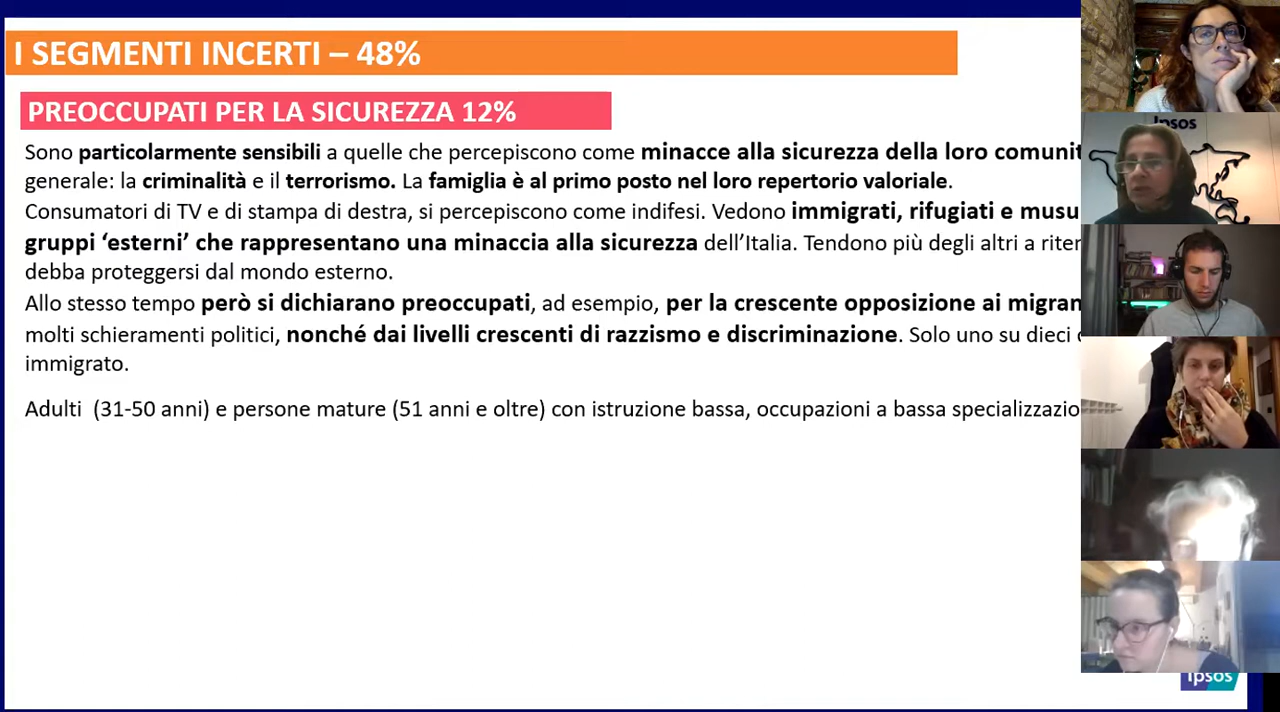 I SEGMENTI INCERTI – 48%
PREOCCUPATI PER LA SICUREZZA 12%
Sono particolarmente sensibili a quelle che percepiscono come minacce alla sicurezza della loro comunit
generale: la criminalità e il terrorismo. La famiglia è al primo posto nel loro repertorio valoriale.
Consumatori di TV e di stampa di destra, si percepiscono come indifesi. Vedono immigrati, rifugiati e musu
gruppi ‘esterni’ che rappresentano una minaccia alla sicurezza dell’Italia. Tendono più degli altri a riter
debba proteggersi dal mondo esterno.
Allo stesso tempo però si dichiarano preoccupati, ad esempio, per la crescente opposizione ai migran
molti schieramenti politici, nonché dai livelli crescenti di razzismo e discriminazione. Solo uno su dieci
immigrato.
Adulti (31-50 anni) e persone mature (51 anni e oltre) con istruzione bassa, occupazioni a bassa specializzazio
Ipsos
Ipsos